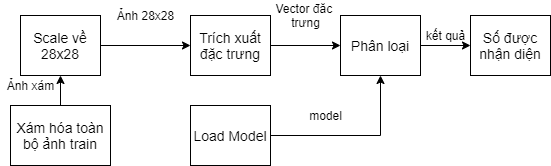 Scale về
28x28
Ảnh 28x28
Trích xuất
đặc trưng
Vector đặc
trưng
Phân loại
kết quả
Số được
nhận diện
Ảnh xám
Xám hóa toàn
bộ ảnh train
Load Model
model